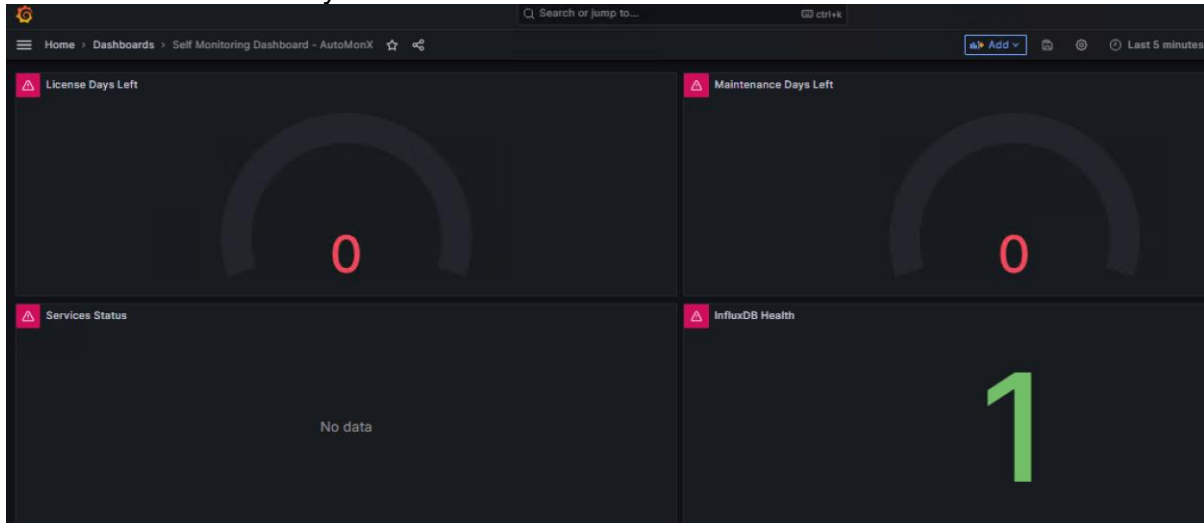 Search or jump to...
ctrl+k
Home › Dashboards › Self Monitoring Dashboard - AutoMonX
Add
Last 5 minutes
License Days Left
Maintenance Days Left
0
0
Services Status
InfluxDB Health
No data
1